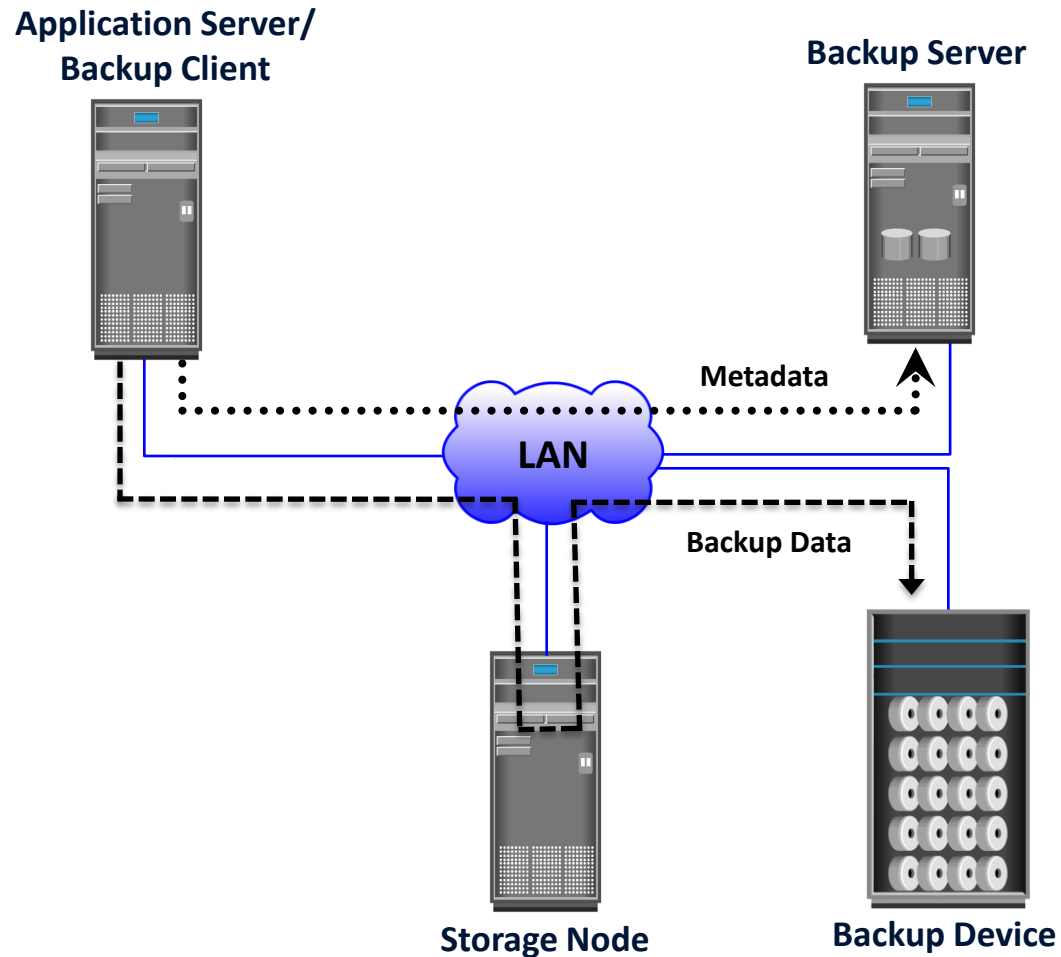 Application Server/
Backup Client
Backup Server
Metadata
LAN
Backup Data
Storage Node
Backup Device